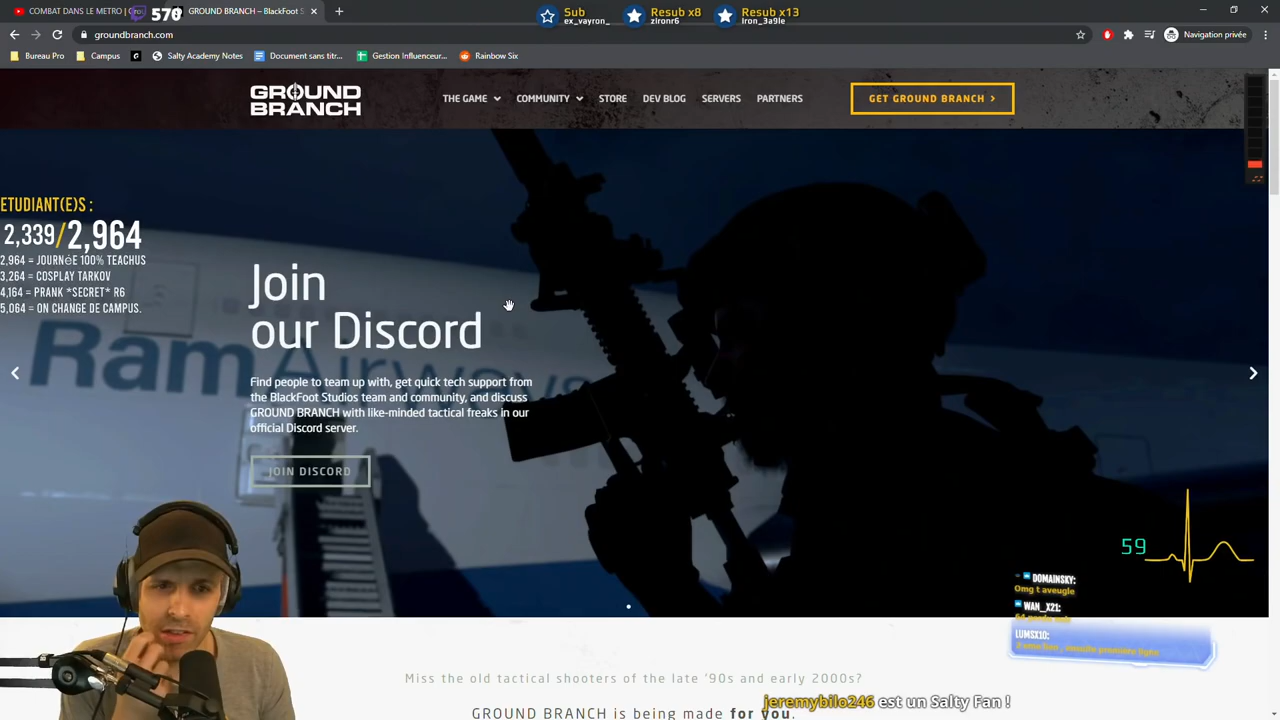 COMBAT DANS LE METRO |
570
GROUND BRANCH – BlackFoot S
Sub
ex_vayron_
Resub x8
zironr6
Resub x13
iron_3a9le
groundbranch.com
Navigation privée
Bureau Pro
Campus
Salty Academy Notes
Document sans titr...
Gestion Influenceur...
Rainbow Six
GROUND
BRANCH
THE GAME
COMMUNITY
STORE
DEV BLOG
SERVERS
PARTNERS
GET GROUND BRANCH >
ETUDIANT(E)S :
2,339/2,964
2,964 = JOURNéE 100% TEACHUS
3,264 = COSPLAY TARKOV
4,164 = PRANK *SECRET* R6
5,064 = ON CHANGE DE CAMPUS.
RamAirways
Join
our Discord
Find people to team up with, get quick tech support from
the BlackFoot Studios team and community, and discuss
GROUND BRANCH with like-minded tactical freaks in our
official Discord server.
JOIN DISCORD
59
DOMAINSKY:
Omg t aveugle
WAN_X21:
LUMSX10:
Miss the old tactical shooters of the late '90s and early 2000s?
jeremybilo246 est un Salty Fan !
GROUND BRANCH is being made for you.